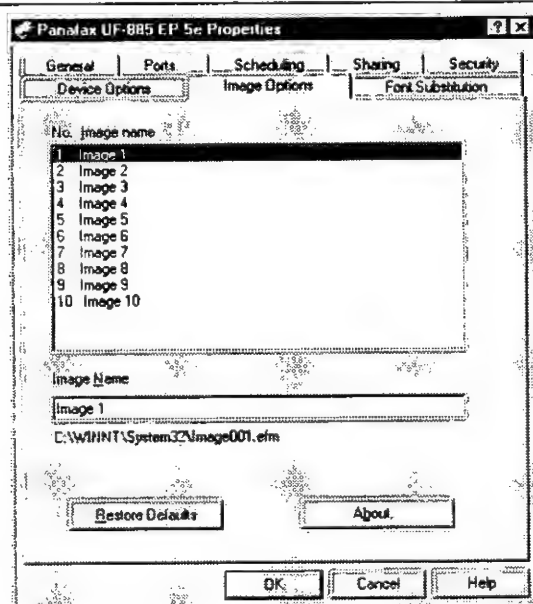 Panafax UF-885 EP 5e Properties
General Ports Scheduling Sharing Security
Device Options Image Options Font Substitution
No. Image name
1 Image 1
2 Image 2
3 Image 3
4 Image 4
5 Image 5
6 Image 6
7 Image 7
8 Image 8
9 Image 9
10 Image 10
Image Name
Image 1
C:\WINNT\System32\Image001.efm
Restore Defaults About..
OK Cancel Help